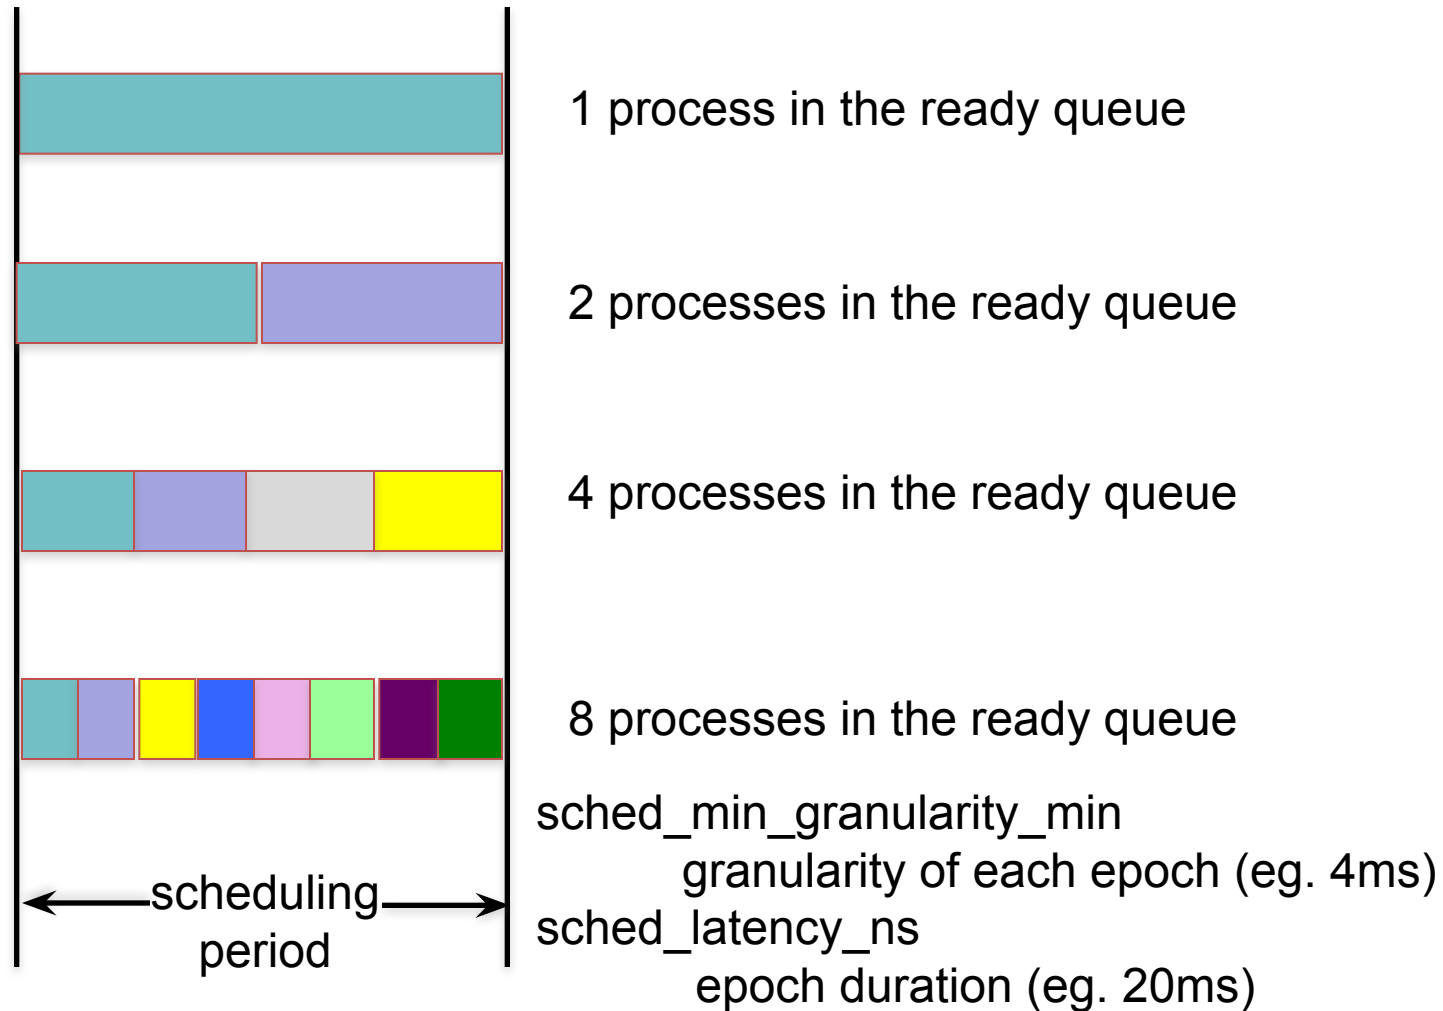 1 process in the ready queue
2 processes in the ready queue
4 processes in the ready queue
8 processes in the ready queue
sched_min_granularity_min
granularity of each epoch (eg. 4ms)
scheduling
period
sched_latency_ns
epoch duration (eg. 20ms)